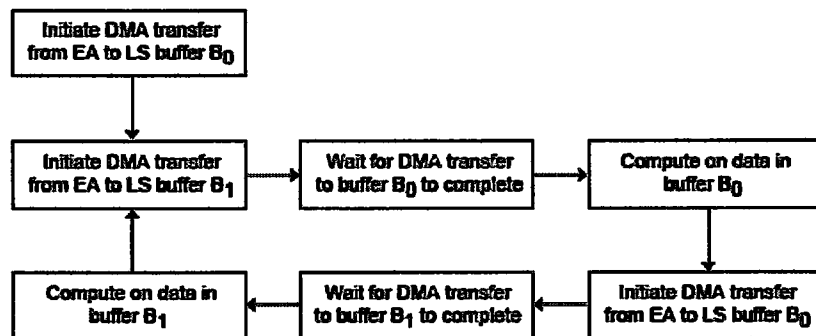 Initiate DMA transfer
from EA to LS buffer B0
Initiate DMA transfer
from EA to LS buffer B1
Wait for DMA transfer
to buffer B0 to complete
Compute on data in
buffer B0
Compute on data in
buffer B1
Wait for DMA transfer
to buffer B1 to complete
Initiate DMA transfer
from EA to LS buffer B0